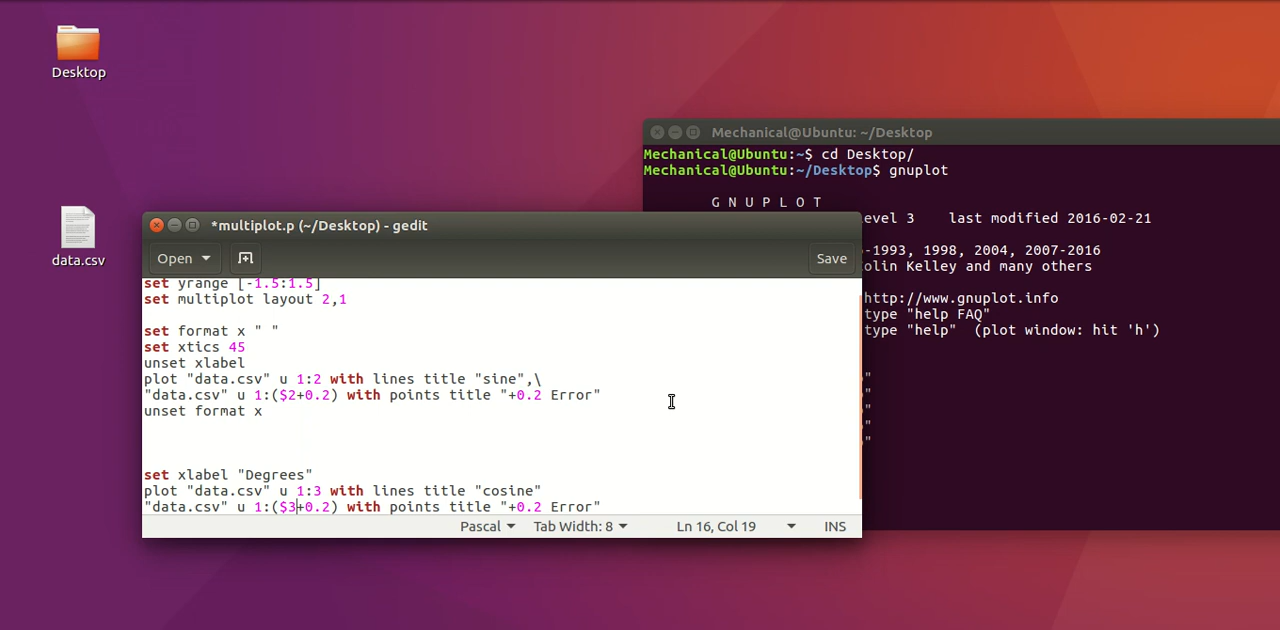 Desktop
data.csv
Mechanical@Ubuntu: ~/Desktop
Mechanical@Ubuntu:~$ cd Desktop/
Mechanical@Ubuntu:~/Desktop$ gnuplot
G N U P L O T
evel 3    last modified 2016-02-21
-1993, 1998, 2004, 2007-2016
olin Kelley and many others
http://www.gnuplot.info
type "help FAQ"
type "help"  (plot window: hit 'h')
"
"
"
"
"
*multiplot.p (~/Desktop) - gedit
Open
Save
set yrange [-1.5:1.5]
set multiplot layout 2,1
set format x " "
set xtics 45
unset xlabel
plot "data.csv" u 1:2 with lines title "sine",\
"data.csv" u 1:($2+0.2) with points title "+0.2 Error"
unset format x
set xlabel "Degrees"
plot "data.csv" u 1:3 with lines title "cosine"
"data.csv" u 1:($3+0.2) with points title "+0.2 Error"
Pascal Tab Width: 8 Ln 16, Col 19 INS